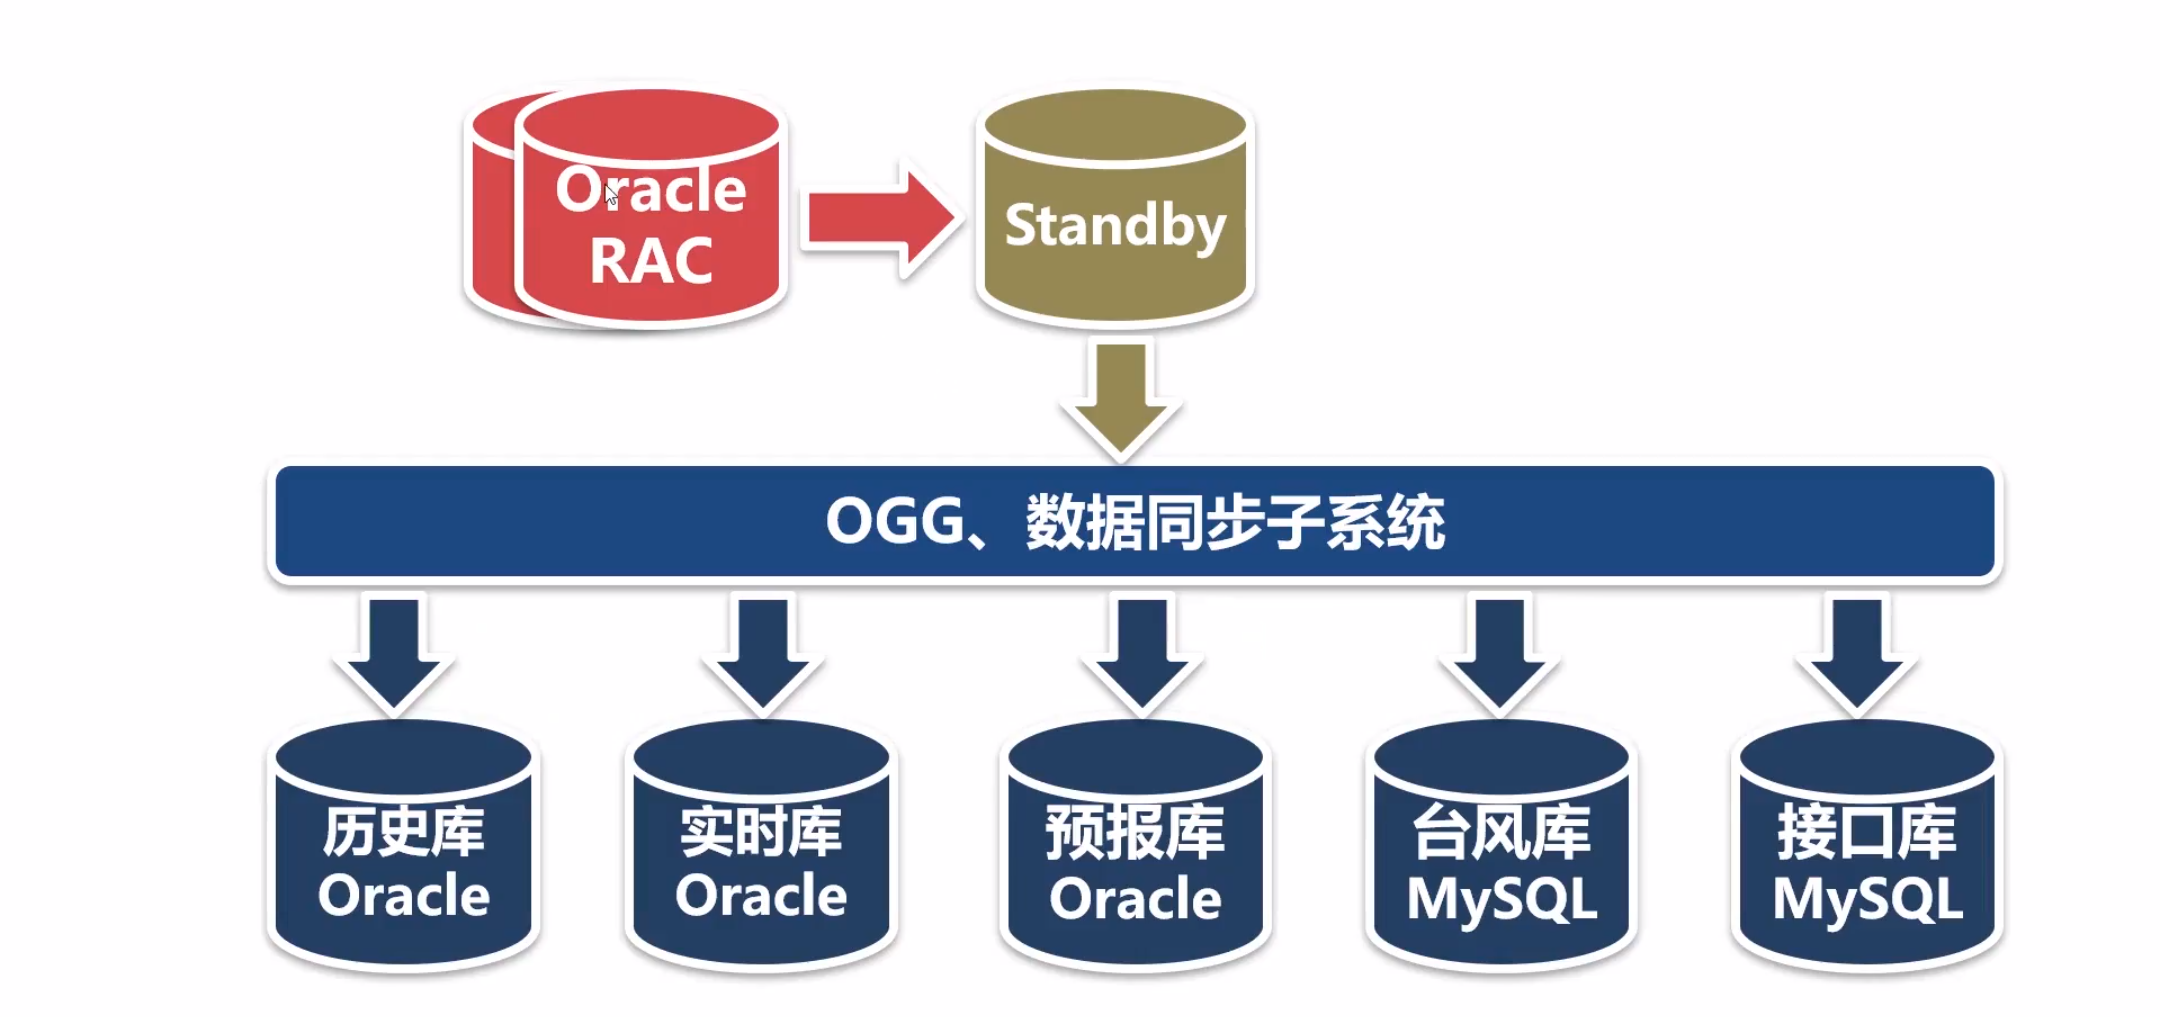 Oracle
RAC
Standby
OGG、数据同步子系统
历史库
Oracle
实时库
Oracle
预报库
Oracle
台风库
MySQL
接口库
MySQL